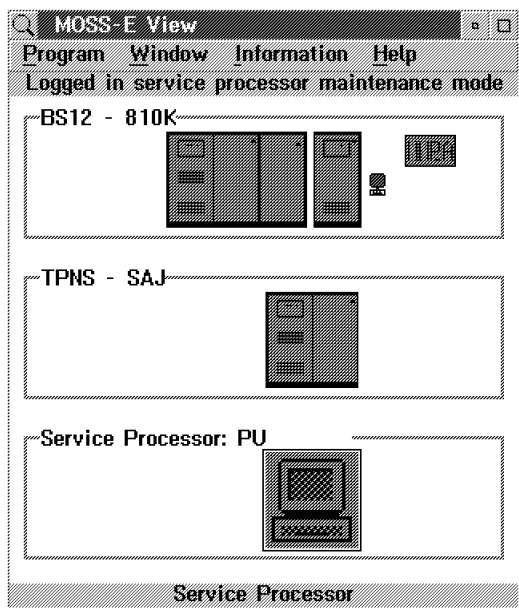 MOSS-E View
Program Window Information Help
Logged in service processor maintenance mode
BS12 - 810K
TPNS - SAJ
Service Processor: PU
Service Processor